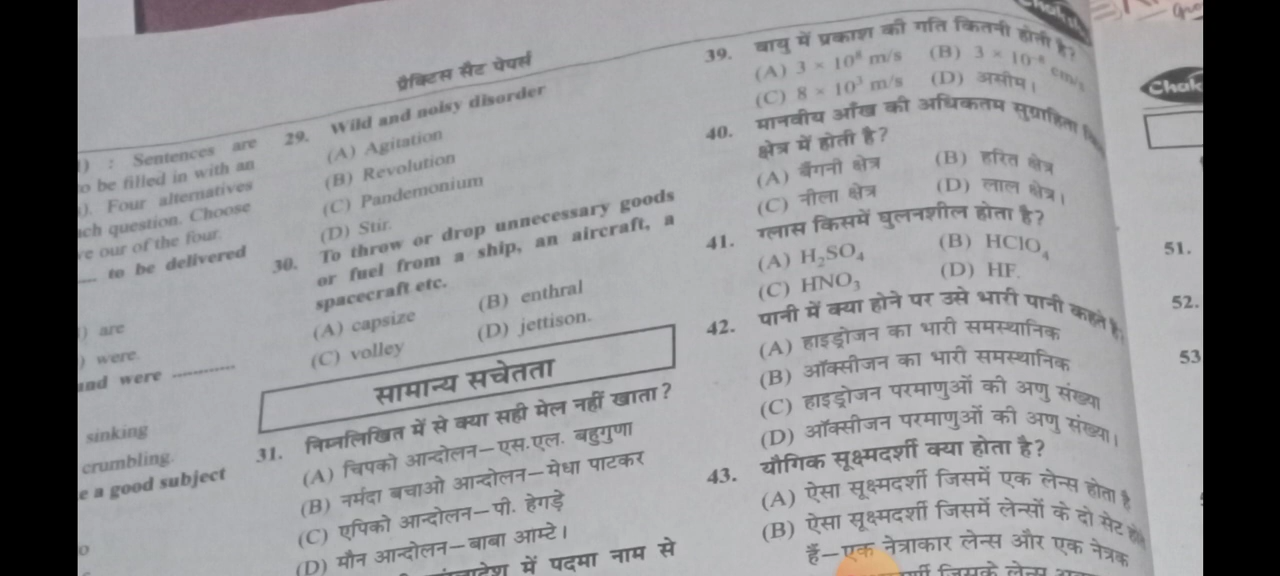 प्रैक्टिस सैट पेपर्स
) : Sentences are
o be filled in with an
). Four alternatives
ch question. Choose
e our of the four.
to be delivered
) are
) were.
and were ............
sinking
crumbling.
e a good subject
29. Wild and noisy disorder
(A) Agitation
(B) Revolution
(C) Pandemonium
(D) Stir.
30. To throw or drop unnecessary goods
or fuel from a ship, an aircraft, a
spacecraft etc.
(A) capsize (B) enthral
(C) volley (D) jettison.
सामान्य सचेतता
31. निम्नलिखित में से क्या सही मेल नहीं खाता?
(A) चिपको आन्दोलन–एस.एल. बहुगुणा
(B) नर्मदा बचाओ आन्दोलन–मेधा पाटकर
(C) एपिको आन्दोलन–पी. हेगड़े
(D) मौन आन्दोलन–बाबा आम्टे।
में पदमा नाम से
39. वायु में प्रकाश की गति कितनी होती है?
(A) 3 × 10⁸ m/s (B) 3 × 10⁻⁸ cm/s
(C) 8 × 10³ m/s (D) असीम।
40. मानवीय आँख की अधिकतम सुग्राहिता
क्षेत्र में होती है?
(A) बैंगनी क्षेत्र (B) हरित क्षेत्र
(C) नीला क्षेत्र (D) लाल क्षेत्र।
41. ग्लास किसमें घुलनशील होता है?
(A) H₂SO₄ (B) HClO₄
(C) HNO₃ (D) HF.
42. पानी में क्या होने पर उसे भारी पानी कहते हैं
(A) हाइड्रोजन का भारी समस्थानिक
(B) ऑक्सीजन का भारी समस्थानिक
(C) हाइड्रोजन परमाणुओं की अणु संख्या
(D) ऑक्सीजन परमाणुओं की अणु संख्या।
43. यौगिक सूक्ष्मदर्शी क्या होता है?
(A) ऐसा सूक्ष्मदर्शी जिसमें एक लेन्स होता है
(B) ऐसा सूक्ष्मदर्शी जिसमें लेन्सों के दो सेट होते
हैं–एक नेत्राकार लेन्स और एक नेत्रक
जिसके लेन्स
Chak
51.
52.
53